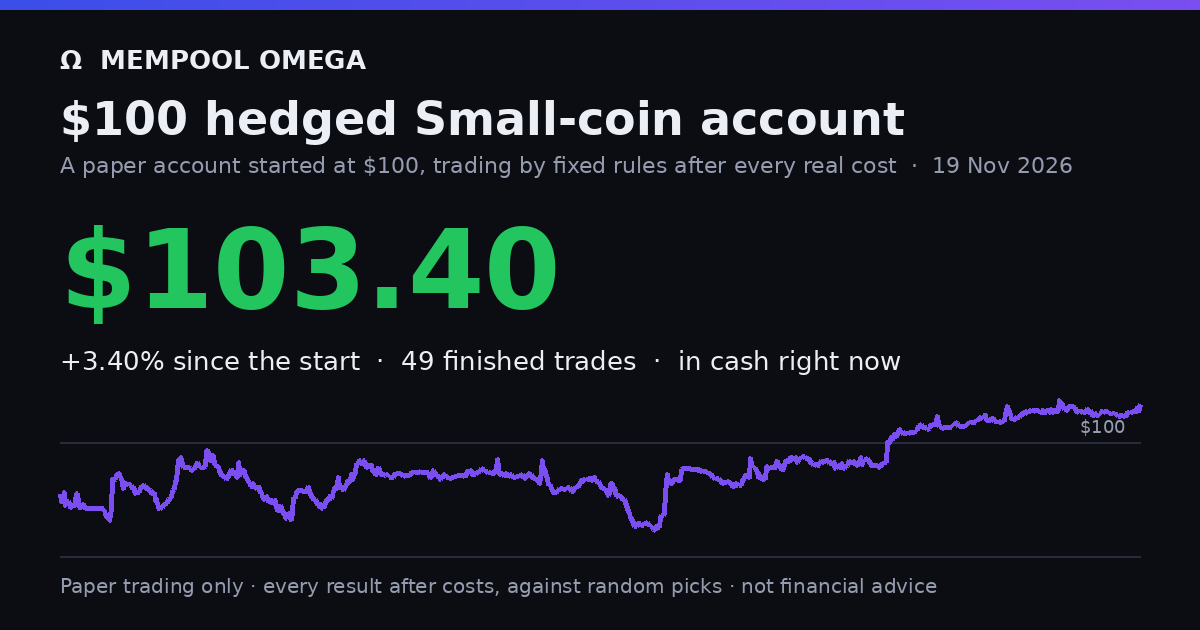 Ω MEMPOOL OMEGA
$100 hedged Small-coin account
A paper account started at $100, trading by fixed rules after every real cost · 19 Nov 2026
$103.40
+3.40% since the start · 49 finished trades · in cash right now
$100
Paper trading only · every result after costs, against random picks · not financial advice